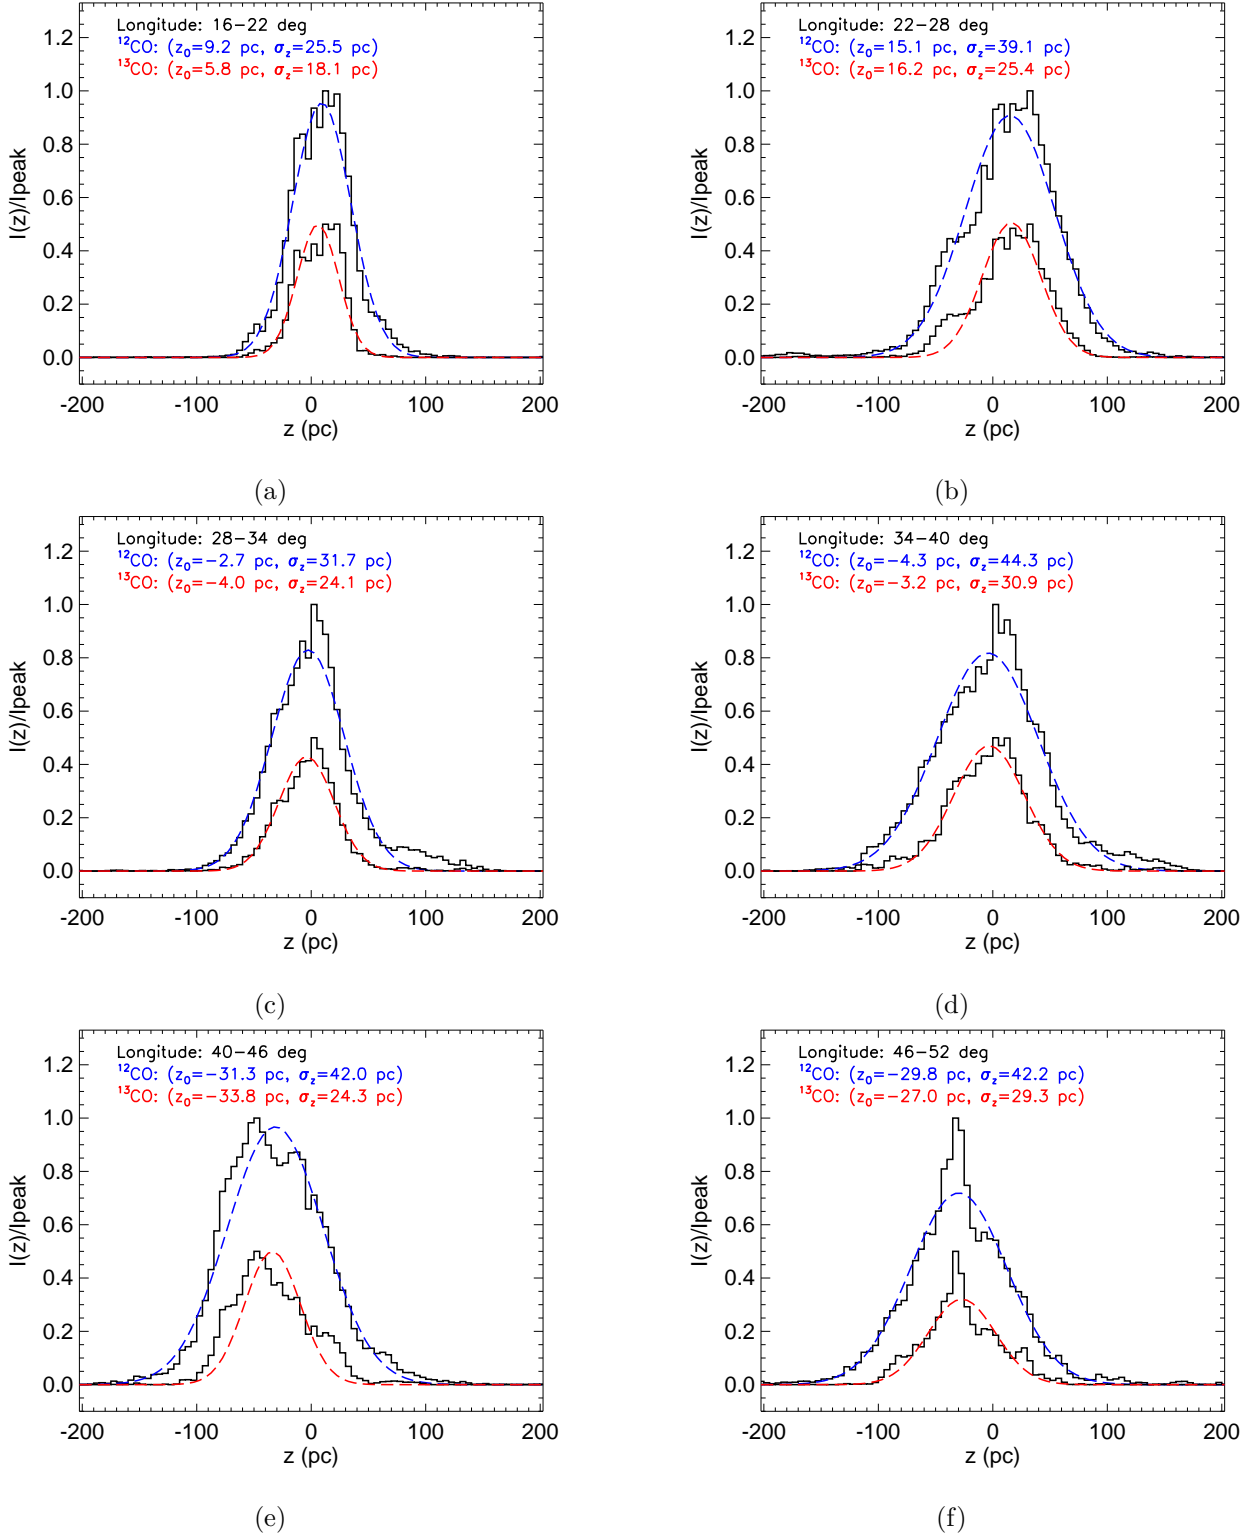 Longitude: 16−22 deg
¹²CO: (z₀=9.2 pc, σ_z=25.5 pc)
¹³CO: (z₀=5.8 pc, σ_z=18.1 pc)
1.2
1.0
0.8
0.6
0.4
0.2
0.0
I(z)/Ipeak
-200 -100 0 100 200
z (pc)
(a)
Longitude: 22−28 deg
¹²CO: (z₀=15.1 pc, σ_z=39.1 pc)
¹³CO: (z₀=16.2 pc, σ_z=25.4 pc)
1.2
1.0
0.8
0.6
0.4
0.2
0.0
I(z)/Ipeak
-200 -100 0 100 200
z (pc)
(b)
Longitude: 28−34 deg
¹²CO: (z₀=−2.7 pc, σ_z=31.7 pc)
¹³CO: (z₀=−4.0 pc, σ_z=24.1 pc)
1.2
1.0
0.8
0.6
0.4
0.2
0.0
I(z)/Ipeak
-200 -100 0 100 200
z (pc)
(c)
Longitude: 34−40 deg
¹²CO: (z₀=−4.3 pc, σ_z=44.3 pc)
¹³CO: (z₀=−3.2 pc, σ_z=30.9 pc)
1.2
1.0
0.8
0.6
0.4
0.2
0.0
I(z)/Ipeak
-200 -100 0 100 200
z (pc)
(d)
Longitude: 40−46 deg
¹²CO: (z₀=−31.3 pc, σ_z=42.0 pc)
¹³CO: (z₀=−33.8 pc, σ_z=24.3 pc)
1.2
1.0
0.8
0.6
0.4
0.2
0.0
I(z)/Ipeak
-200 -100 0 100 200
z (pc)
(e)
Longitude: 46−52 deg
¹²CO: (z₀=−29.8 pc, σ_z=42.2 pc)
¹³CO: (z₀=−27.0 pc, σ_z=29.3 pc)
1.2
1.0
0.8
0.6
0.4
0.2
0.0
I(z)/Ipeak
-200 -100 0 100 200
z (pc)
(f)